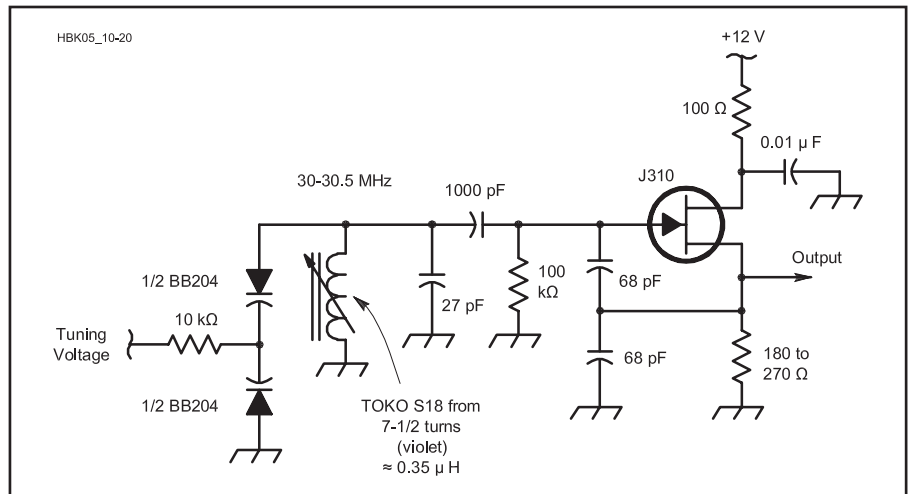 HBK05_10-20
+12 V
100 Ω
0.01 µ F
J310
30-30.5 MHz
1000 pF
Output
1/2 BB204
100
kΩ
68 pF
27 pF
10 kΩ
Tuning
Voltage
68 pF
180 to
270 Ω
1/2 BB204
TOKO S18 from
7-1/2 turns
(violet)
≈ 0.35 µ H